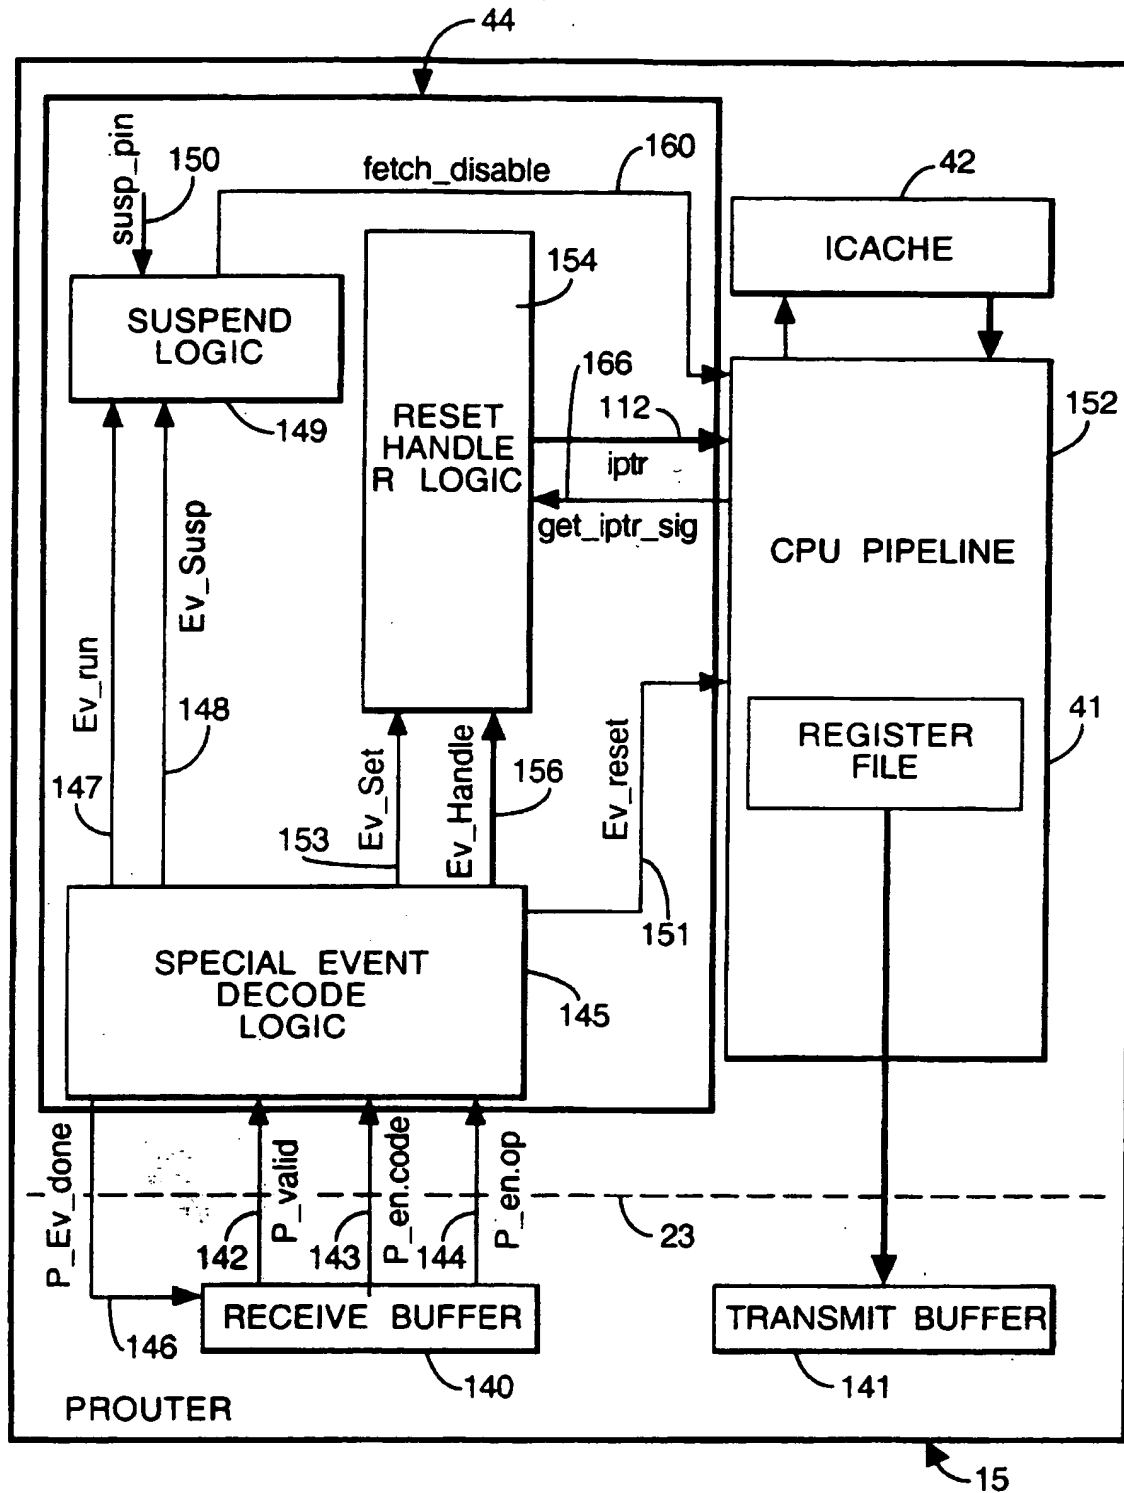 44
susp_pin
150
fetch_disable
160
42
ICACHE
154
SUSPEND
LOGIC
149
166
112
iptr
get_iptr_sig
RESET
HANDLE
R LOGIC
152
CPU PIPELINE
Ev_Susp
Ev_run
148
147
Ev_Set
153
Ev_Handle
156
Ev_reset
151
REGISTER
FILE
41
SPECIAL EVENT
DECODE
LOGIC
145
P_Ev_done
P_valid
P_en.code
P_en.op
142
143
144
23
146
RECEIVE BUFFER
140
TRANSMIT BUFFER
141
PROUTER
15